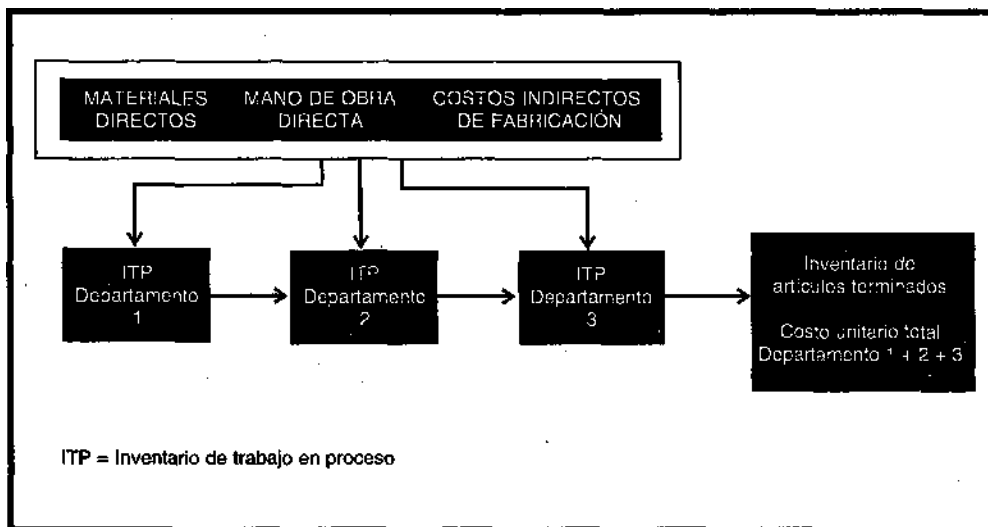 MATERIALES
DIRECTOS
MANO DE OBRA
DIRECTA
COSTOS INDIRECTOS
DE FABRICACIÓN
ITP
Departamento
1
ITP
Departamento
2
ITP
Departamento
3
Inventario de
artículos terminados
Costo unitario total
Departamento 1 + 2 + 3
ITP = Inventario de trabajo en proceso